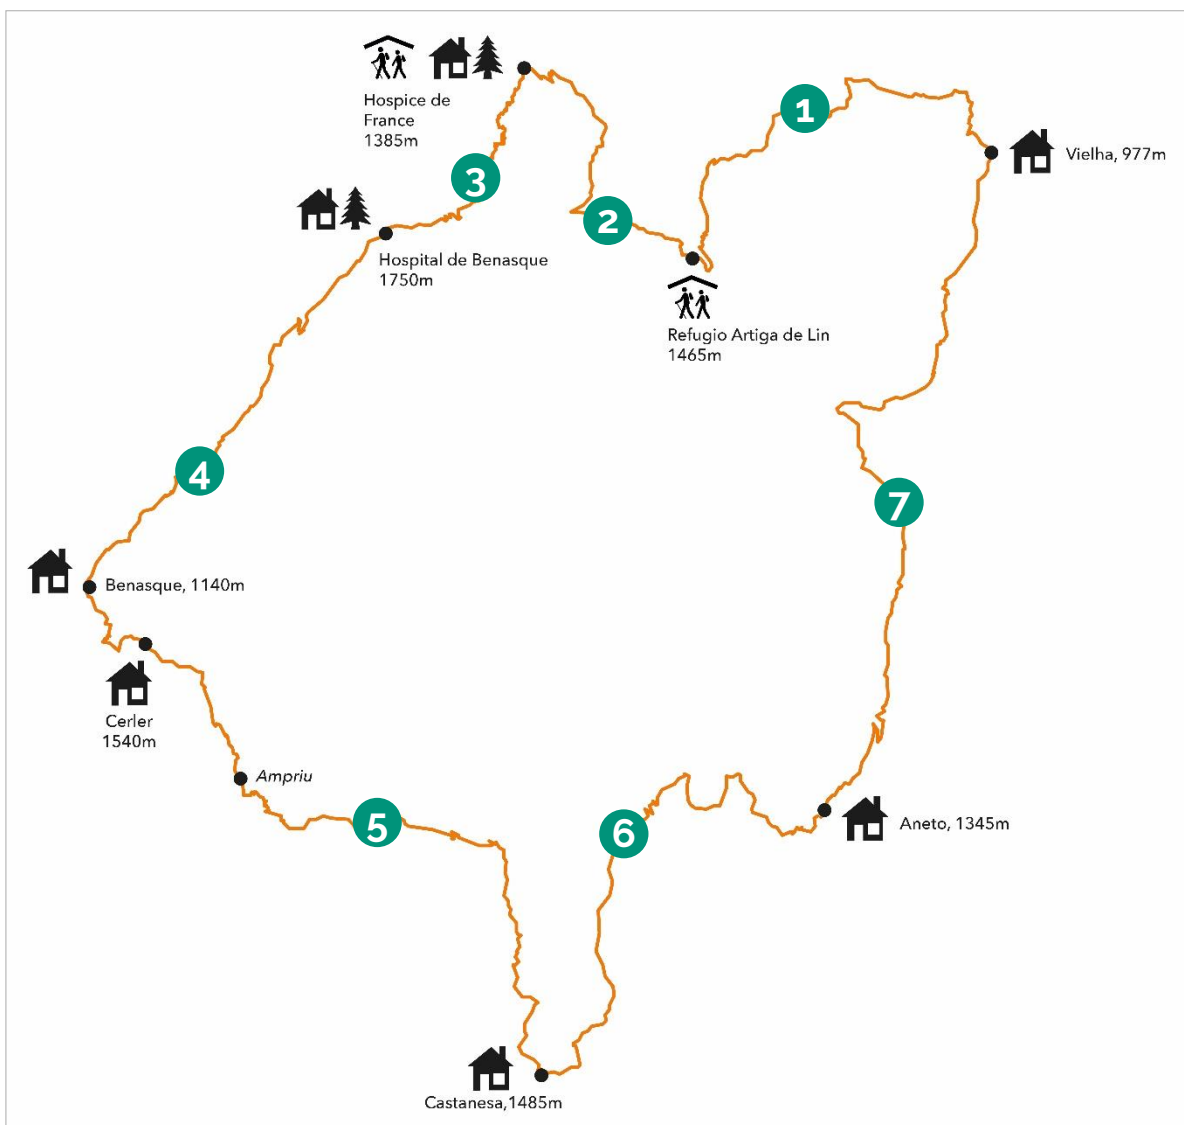 1
Hospice de
France
1385m
Vielha, 977m
3
2
Hospital de Benasque
1750m
Refugio Artiga de Lin
1465m
4
7
Benasque, 1140m
Cerler
1540m
Ampriu
5
6
Aneto, 1345m
Castanesa,1485m